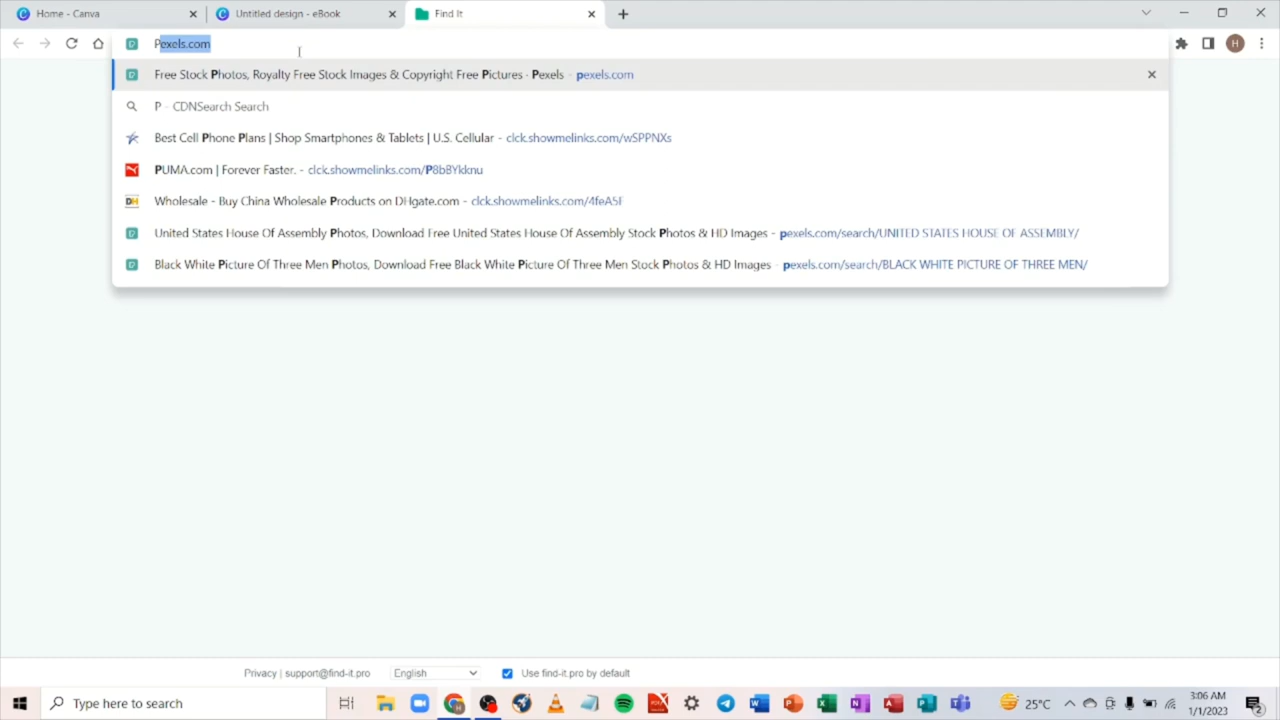 Home - Canva
Untitled design - eBook
Find It
Pexels.com
H
Free Stock Photos, Royalty Free Stock Images & Copyright Free Pictures · Pexels - pexels.com
P - CDNSearch Search
Best Cell Phone Plans | Shop Smartphones & Tablets | U.S. Cellular - clck.showmelinks.com/wSPPNXs
PUMA.com | Forever Faster. - clck.showmelinks.com/P8bBYkknu
DH Wholesale - Buy China Wholesale Products on DHgate.com - clck.showmelinks.com/4feA5F
United States House Of Assembly Photos, Download Free United States House Of Assembly Stock Photos & HD Images - pexels.com/search/UNITED STATES HOUSE OF ASSEMBLY/
Black White Picture Of Three Men Photos, Download Free Black White Picture Of Three Men Stock Photos & HD Images - pexels.com/search/BLACK WHITE PICTURE OF THREE MEN/
Privacy | support@find-it.pro
English
Use find-it.pro by default
Type here to search
25°C
3:06 AM
1/1/2023
2